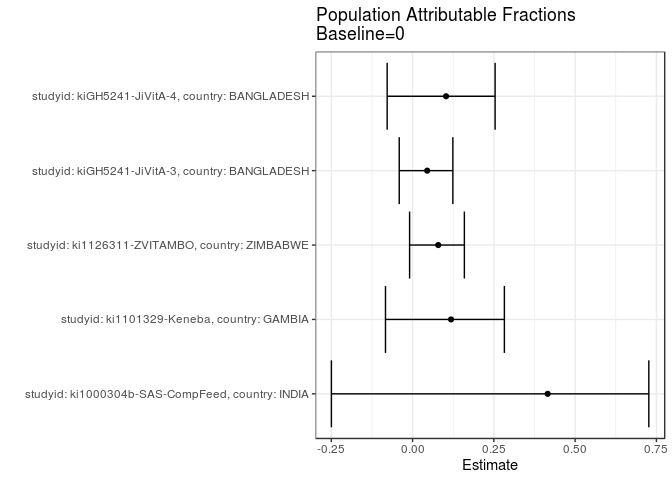 Population Attributable Fractions
Baseline=0
studyid: kiGH5241-JiVitA-4, country: BANGLADESH
studyid: kiGH5241-JiVitA-3, country: BANGLADESH
studyid: ki1126311-ZVITAMBO, country: ZIMBABWE
studyid: ki1101329-Keneba, country: GAMBIA
studyid: ki1000304b-SAS-CompFeed, country: INDIA
-0.25 0.00 0.25 0.50 0.75
Estimate